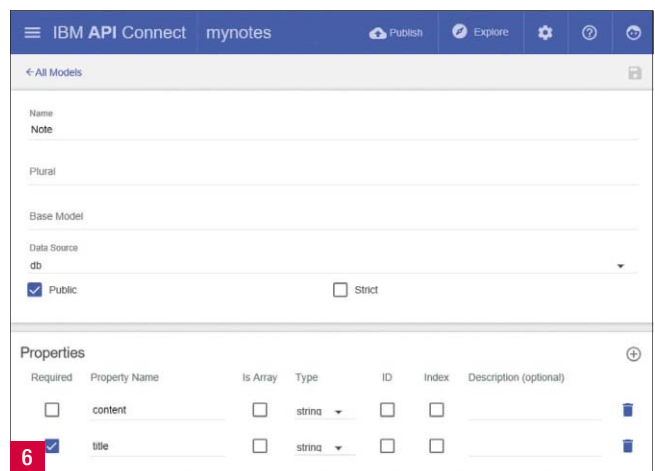 IBM API Connect mynotes Publish Explore
All Models
Name
Note
Plural
Base Model
Data Source
db
Public Strict
Properties
Required Property Name Is Array Type ID Index Description (optional)
content string
title string
6